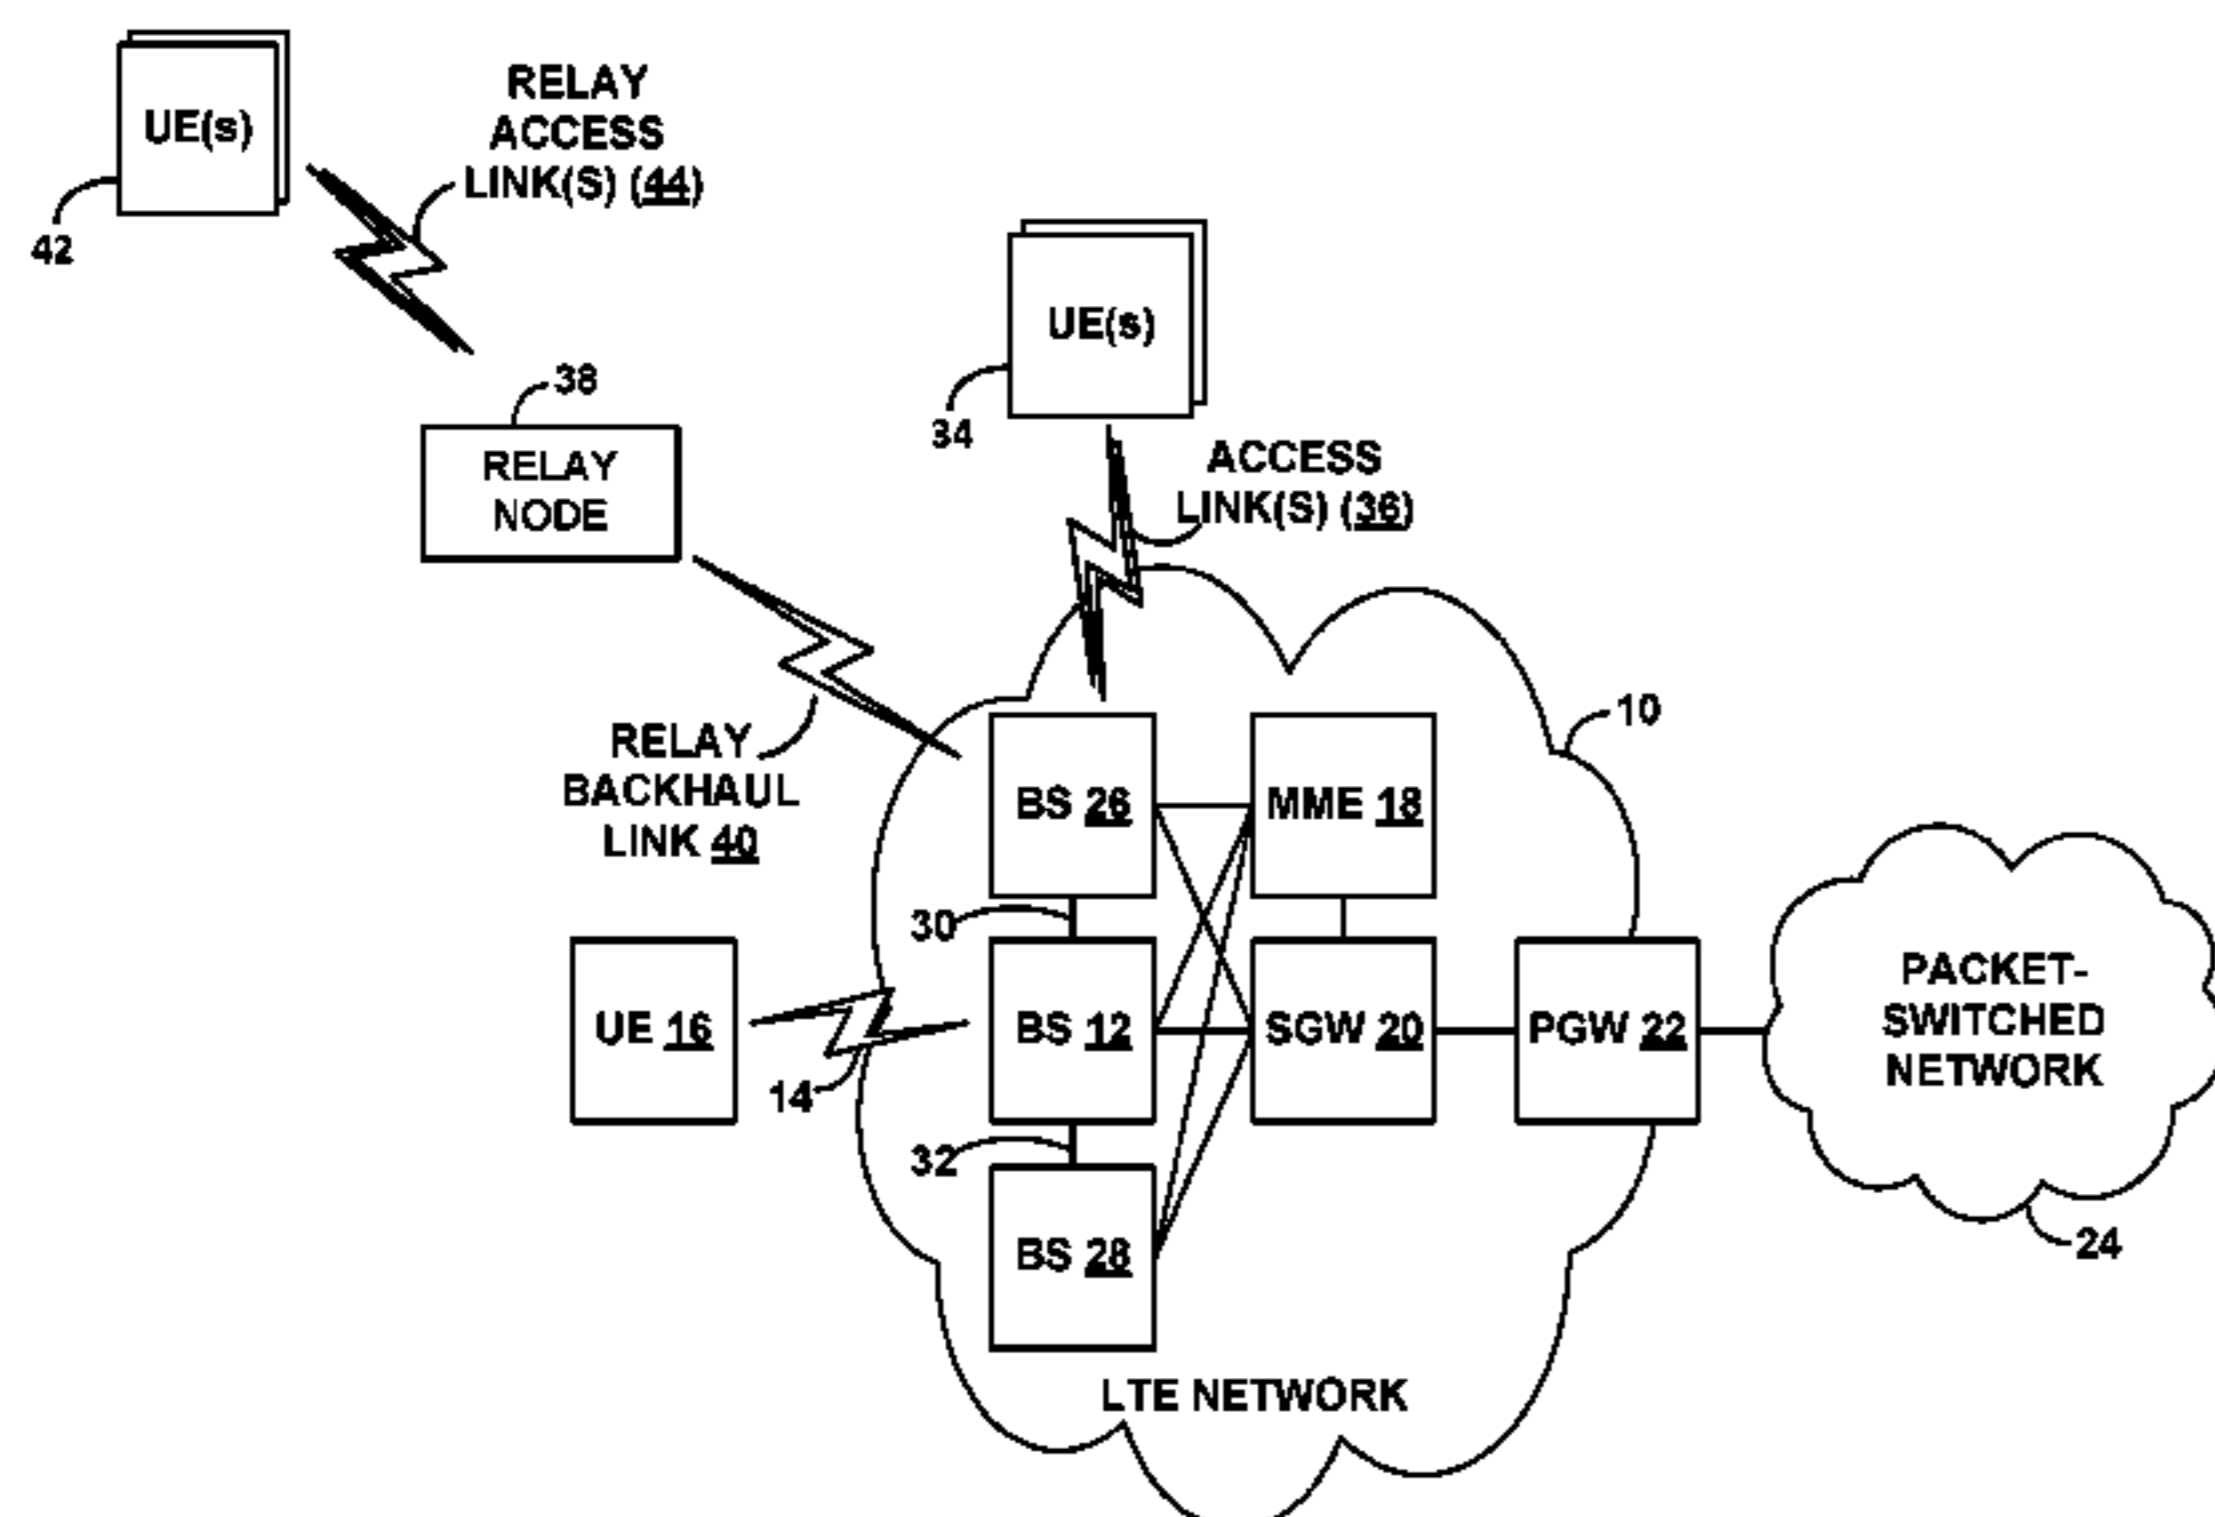 UE(s)
42
RELAY
ACCESS
LINK(S) (44)
38
RELAY
NODE
UE(s)
34
ACCESS
LINK(S) (36)
RELAY
BACKHAUL
LINK 40
10
BS 26
MME 18
30
UE 16
14
BS 12
SGW 20
PGW 22
PACKET-
SWITCHED
NETWORK
24
32
BS 28
LTE NETWORK